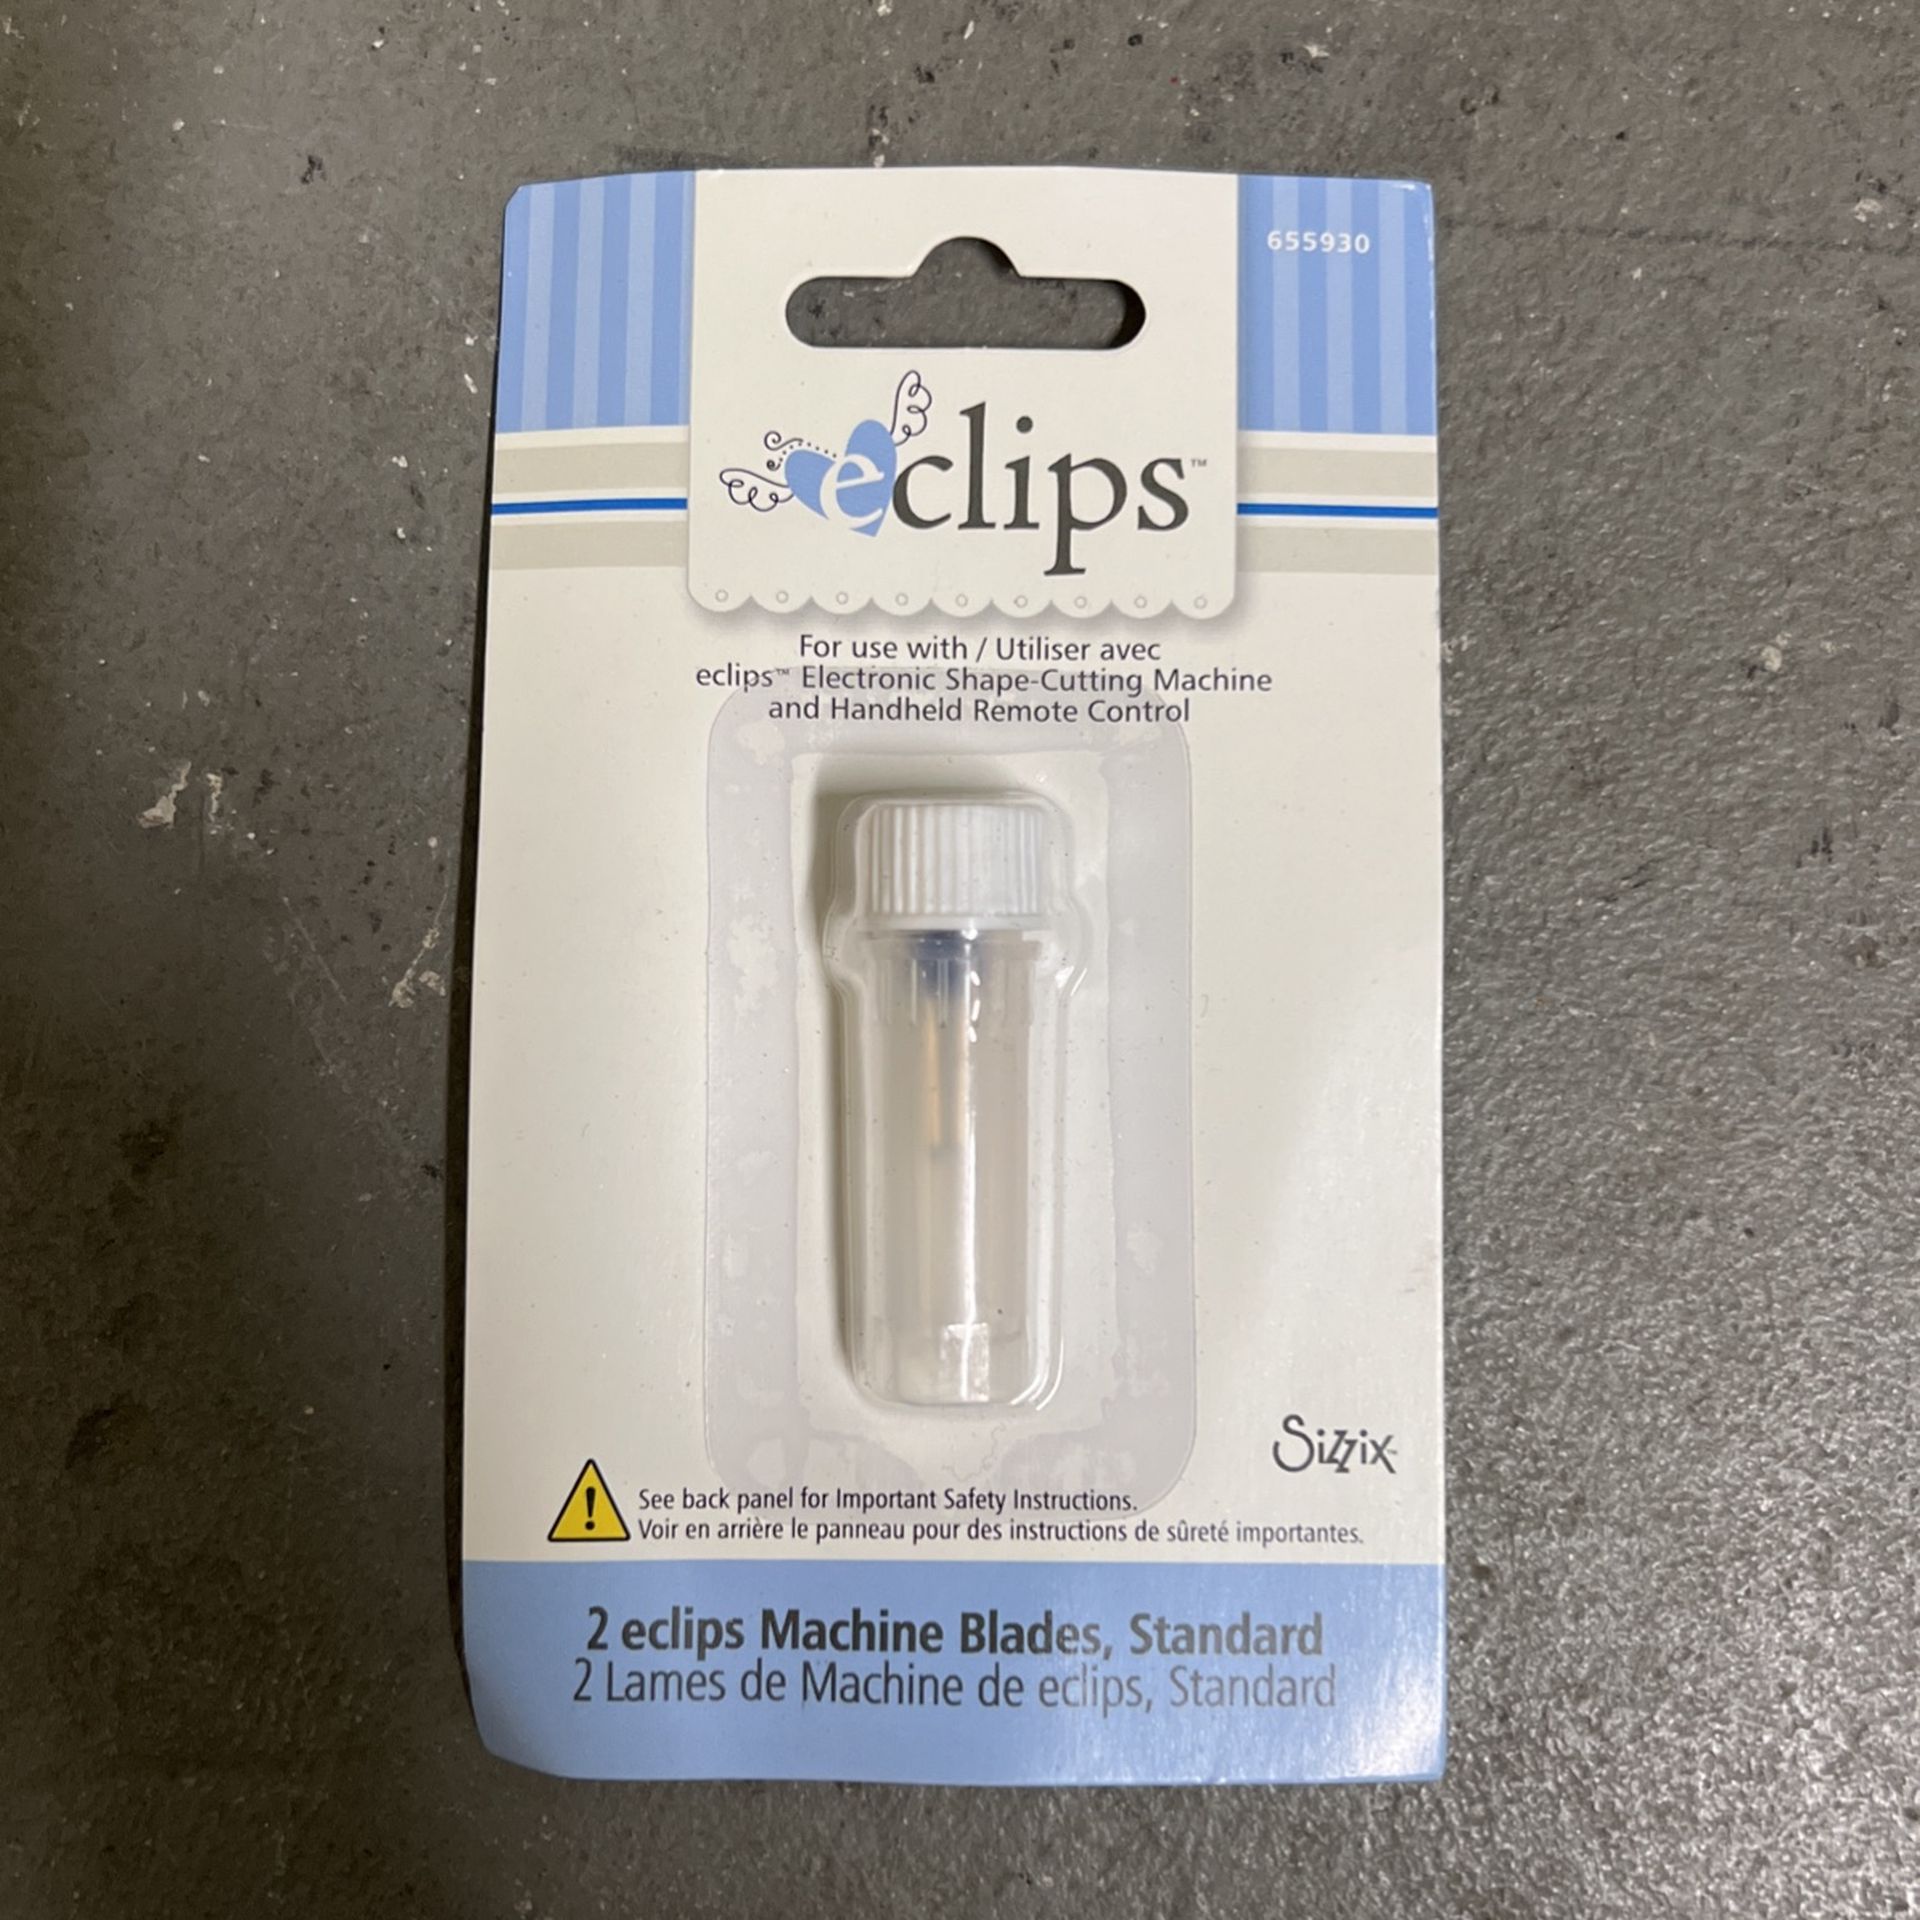 655930
eclips™
For use with / Utiliser avec
eclips™ Electronic Shape-Cutting Machine
and Handheld Remote Control
Sizzix
See back panel for Important Safety Instructions.
Voir en arrière le panneau pour des instructions de sûreté importantes.
2 eclips Machine Blades, Standard
2 Lames de Machine de eclips, Standard